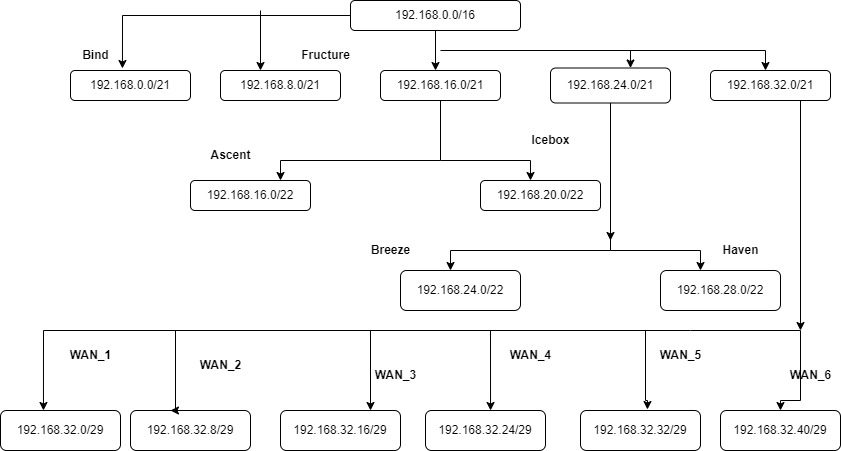 192.168.0.0/16
Bind
Fructure
192.168.0.0/21
192.168.8.0/21
192.168.16.0/21
192.168.24.0/21
192.168.32.0/21
Ascent
Icebox
192.168.16.0/22
192.168.20.0/22
Breeze
Haven
192.168.24.0/22
192.168.28.0/22
WAN_1
WAN_2
WAN_3
WAN_4
WAN_5
WAN_6
192.168.32.0/29
192.168.32.8/29
192.168.32.16/29
192.168.32.24/29
192.168.32.32/29
192.168.32.40/29